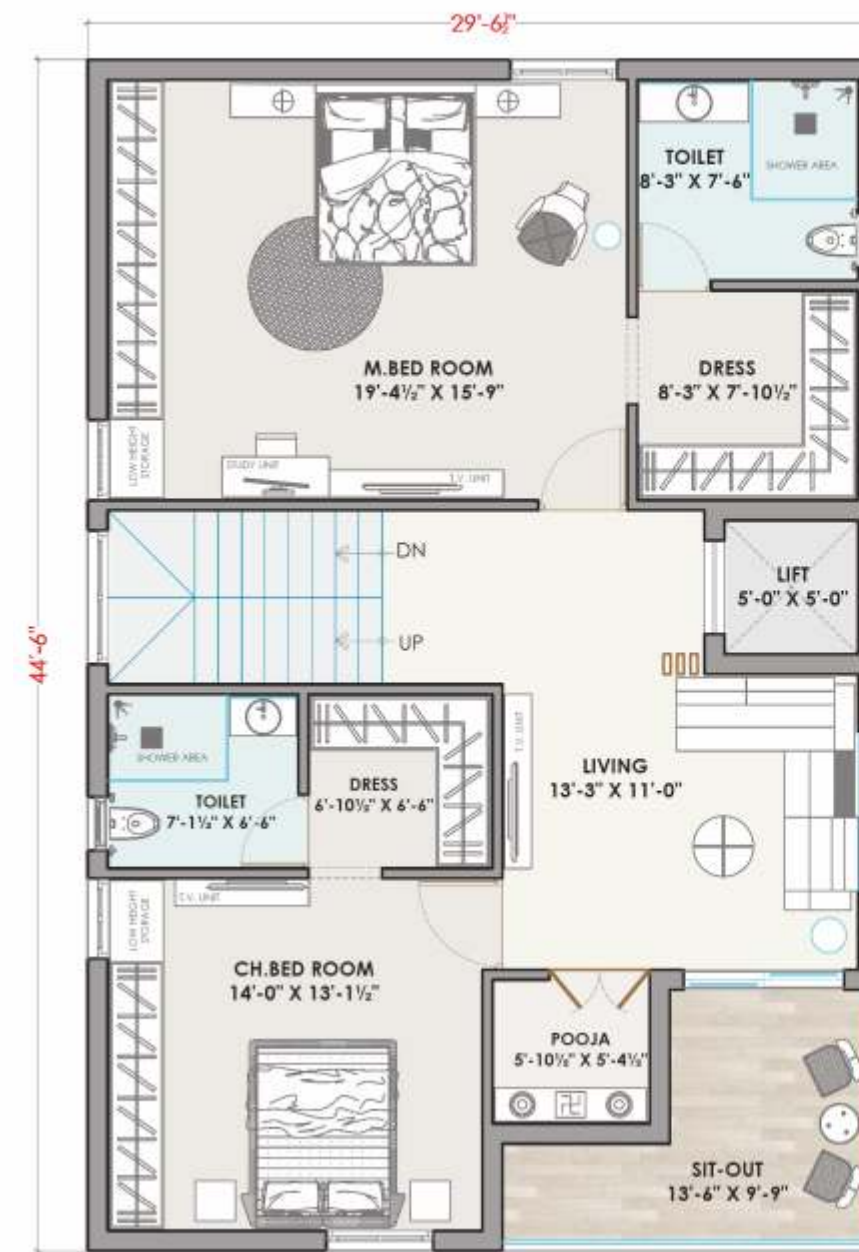 29'-6½"
44'-6"
TOILET
8'-3" X 7'-6"
SHOWER AREA
M.BED ROOM
19'-4½" X 15'-9"
DRESS
8'-3" X 7'-10½"
LOW HEIGHT
STORAGE
STUDY UNIT
T.V. UNIT
DN
UP
LIFT
5'-0" X 5'-0"
SHOWER AREA
TOILET
7'-1½" X 6'-6"
DRESS
6'-10½" X 6'-6"
T.V. UNIT
LIVING
13'-3" X 11'-0"
LOW HEIGHT
STORAGE
T.V. UNIT
CH.BED ROOM
14'-0" X 13'-1½"
POOJA
5'-10½" X 5'-4½"
SIT-OUT
13'-6" X 9'-9"